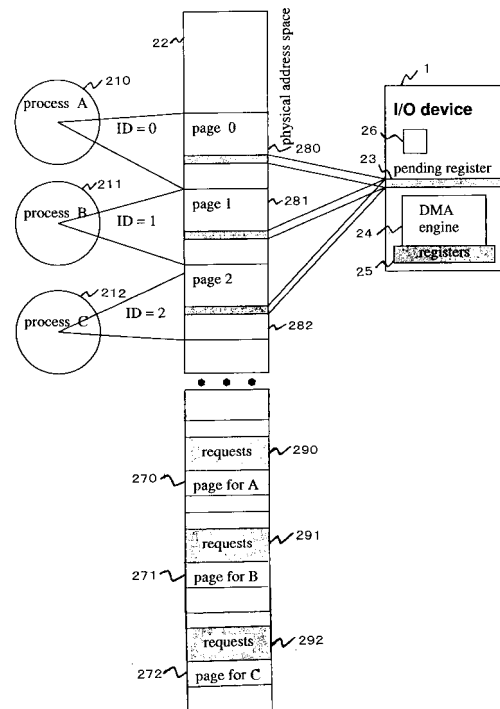 22
physical address space
1
210
process A
ID = 0
page 0
280
I/O device
26
23
pending register
211
process B
ID = 1
page 1
281
DMA
engine
24
registers
25
212
process C
ID = 2
page 2
282
requests
290
270
page for A
requests
291
271
page for B
requests
292
272
page for C